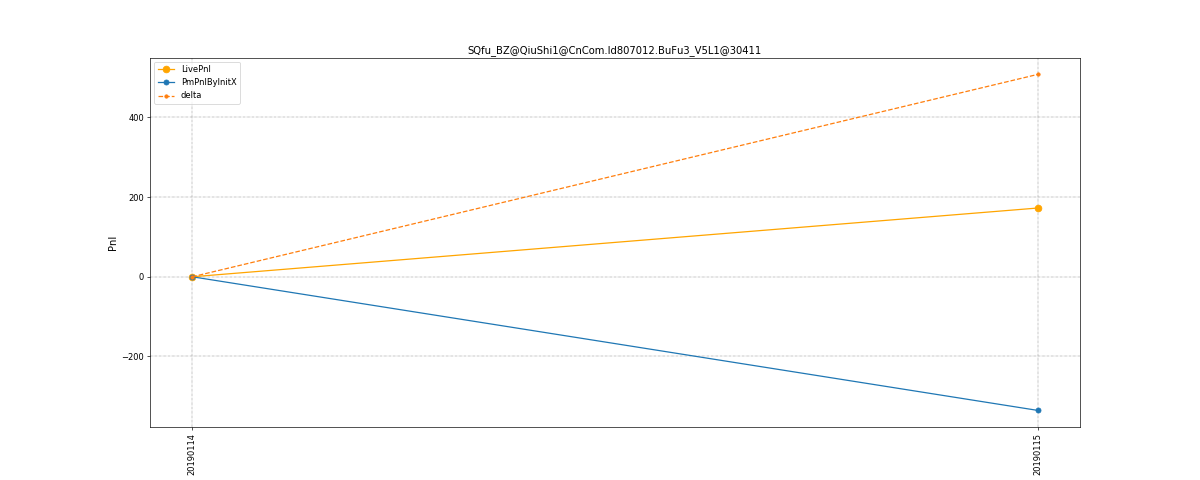 SQfu_BZ@QiuShi1@CnCom.Id807012.BuFu3_V5L1@30411
LivePnl
PmPnlByInitX
delta
400
200
0
−200
Pnl
20190114
20190115